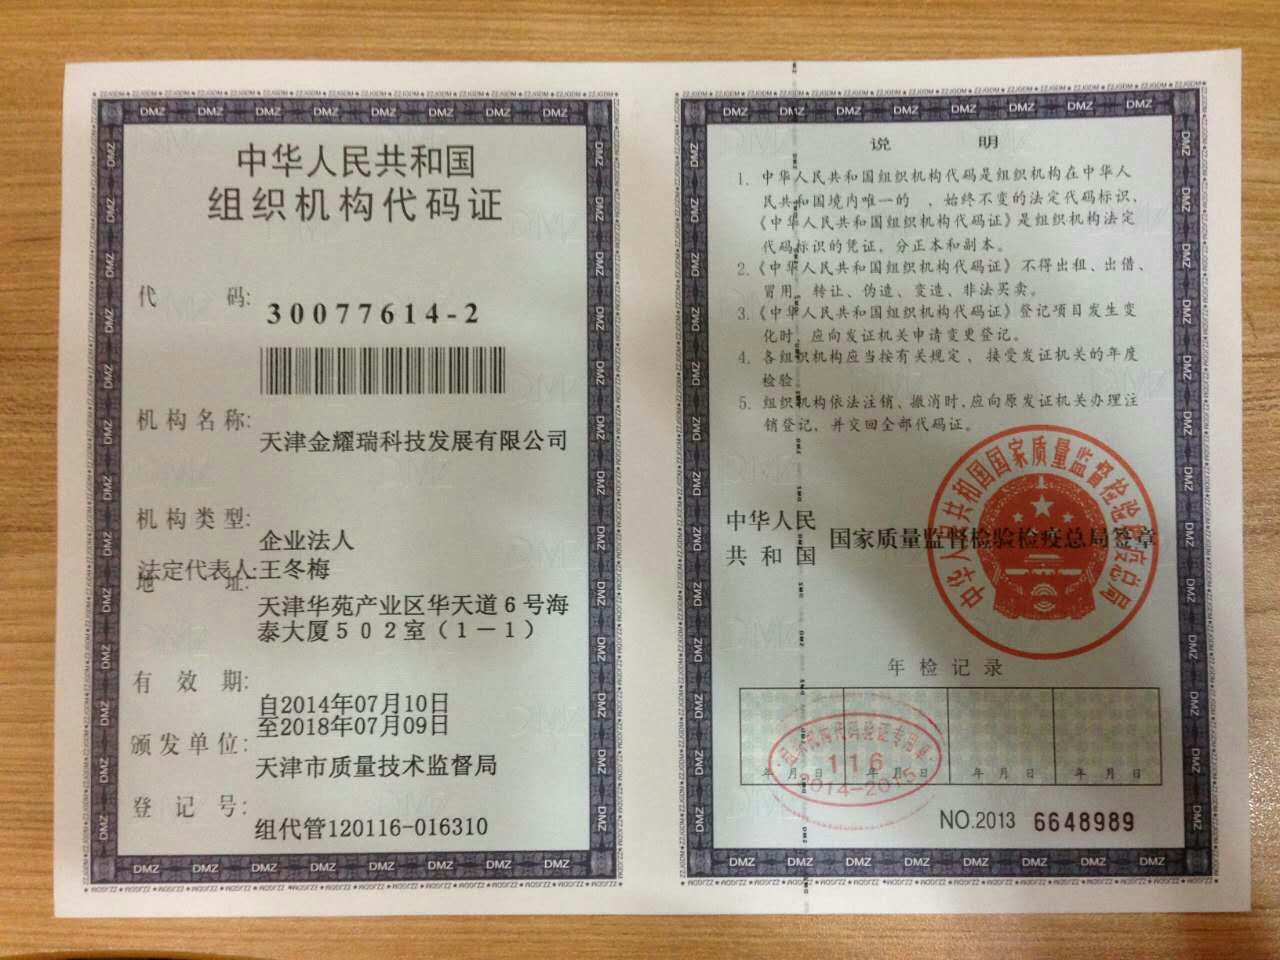 中华人民共和国
组织机构代码证
代 码:
30077614-2
机构名称:
天津金耀瑞科技发展有限公司
机构类型:
企业法人
法定代表人:王冬梅
地 址:
天津华苑产业区华天道6号海
泰大厦502室(1-1)
有 效 期:
自2014年07月10日
至2018年07月09日
颁发单位:
天津市质量技术监督局
登 记 号:
组代管120116-016310
说 明
1. 中华人民共和国组织机构代码是组织机构在中华人
民共和国境内唯一的 、始终不变的法定代码标识,
《中华人民共和国组织机构代码证》是组织机构法定
代码标识的凭证。分正本和副本。
2.《中华人民共和国组织机构代码证》不得出租、出借、
冒用、转让、伪造、变造、非法买卖。
3.《中华人民共和国组织机构代码证》登记项目发生变
化时,应向发证机关申请变更登记。
4. 各组织机构应当按有关规定,接受发证机关的年度
检验。
5. 组织机构依法注销、撤消时,应向原发证机关办理注
销登记,并交回全部代码证。
中华人民
共和国
国家质量监督检验检疫总局签章
中华人民共和国国家质量监督检验检疫总局
年检记录
年 月 日 年 月 日 年 月 日 年 月 日
116
2014-2015
NO.2013 6648989